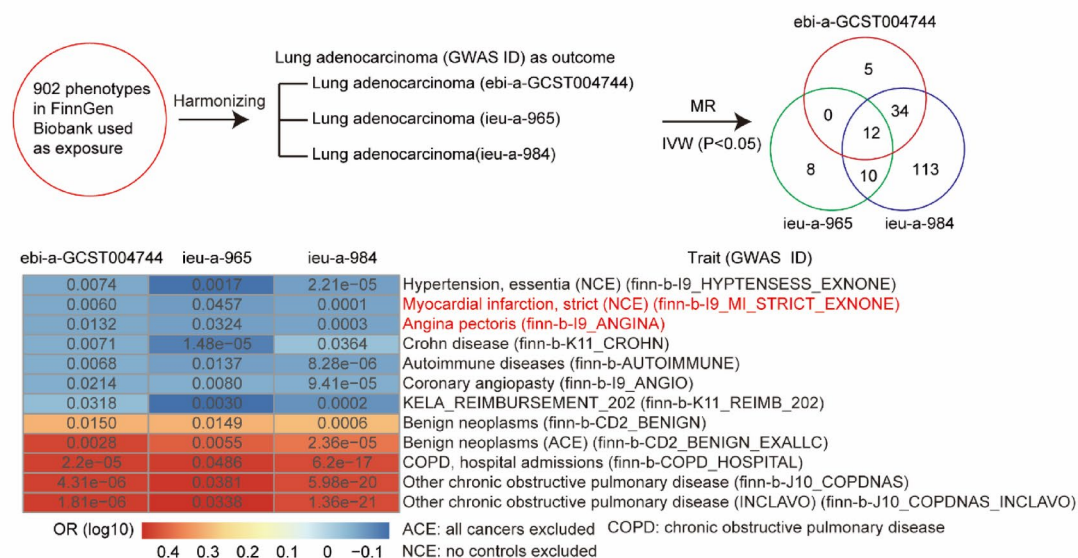 902 phenotypes
in FinnGen
Biobank used
as exposure
Harmonizing
Lung adenocarcinoma (GWAS ID) as outcome
Lung adenocarcinoma (ebi-a-GCST004744)
Lung adenocarcinoma (ieu-a-965)
Lung adenocarcinoma(ieu-a-984)
MR
IVW (P<0.05)
ebi-a-GCST004744
5
0 34
12
8 10 113
ieu-a-965 ieu-a-984
ebi-a-GCST004744 ieu-a-965 ieu-a-984 Trait (GWAS ID)
0.0074 0.0017 2.21e−05 Hypertension, essentia (NCE) (finn-b-I9_HYPTENSESS_EXNONE)
0.0060 0.0457 0.0001 Myocardial infarction, strict (NCE) (finn-b-I9_MI_STRICT_EXNONE)
0.0132 0.0324 0.0003 Angina pectoris (finn-b-I9_ANGINA)
0.0071 1.48e−05 0.0364 Crohn disease (finn-b-K11_CROHN)
0.0068 0.0137 8.28e−06 Autoimmune diseases (finn-b-AUTOIMMUNE)
0.0214 0.0080 9.41e−05 Coronary angiopasty (finn-b-I9_ANGIO)
0.0318 0.0030 0.0002 KELA_REIMBURSEMENT_202 (finn-b-K11_REIMB_202)
0.0150 0.0149 0.0006 Benign neoplasms (finn-b-CD2_BENIGN)
0.0028 0.0055 2.36e−05 Benign neoplasms (ACE) (finn-b-CD2_BENIGN_EXALLC)
2.2e−05 0.0486 6.2e−17 COPD, hospital admissions (finn-b-COPD_HOSPITAL)
4.31e−06 0.0381 5.98e−20 Other chronic obstructive pulmonary disease (finn-b-J10_COPDNAS)
1.81e−06 0.0338 1.36e−21 Other chronic obstructive pulmonary disease (INCLAVO) (finn-b-J10_COPDNAS_INCLAVO)
OR (log10) ACE: all cancers excluded COPD: chronic obstructive pulmonary disease
0.4 0.3 0.2 0.1 0 −0.1 NCE: no controls excluded